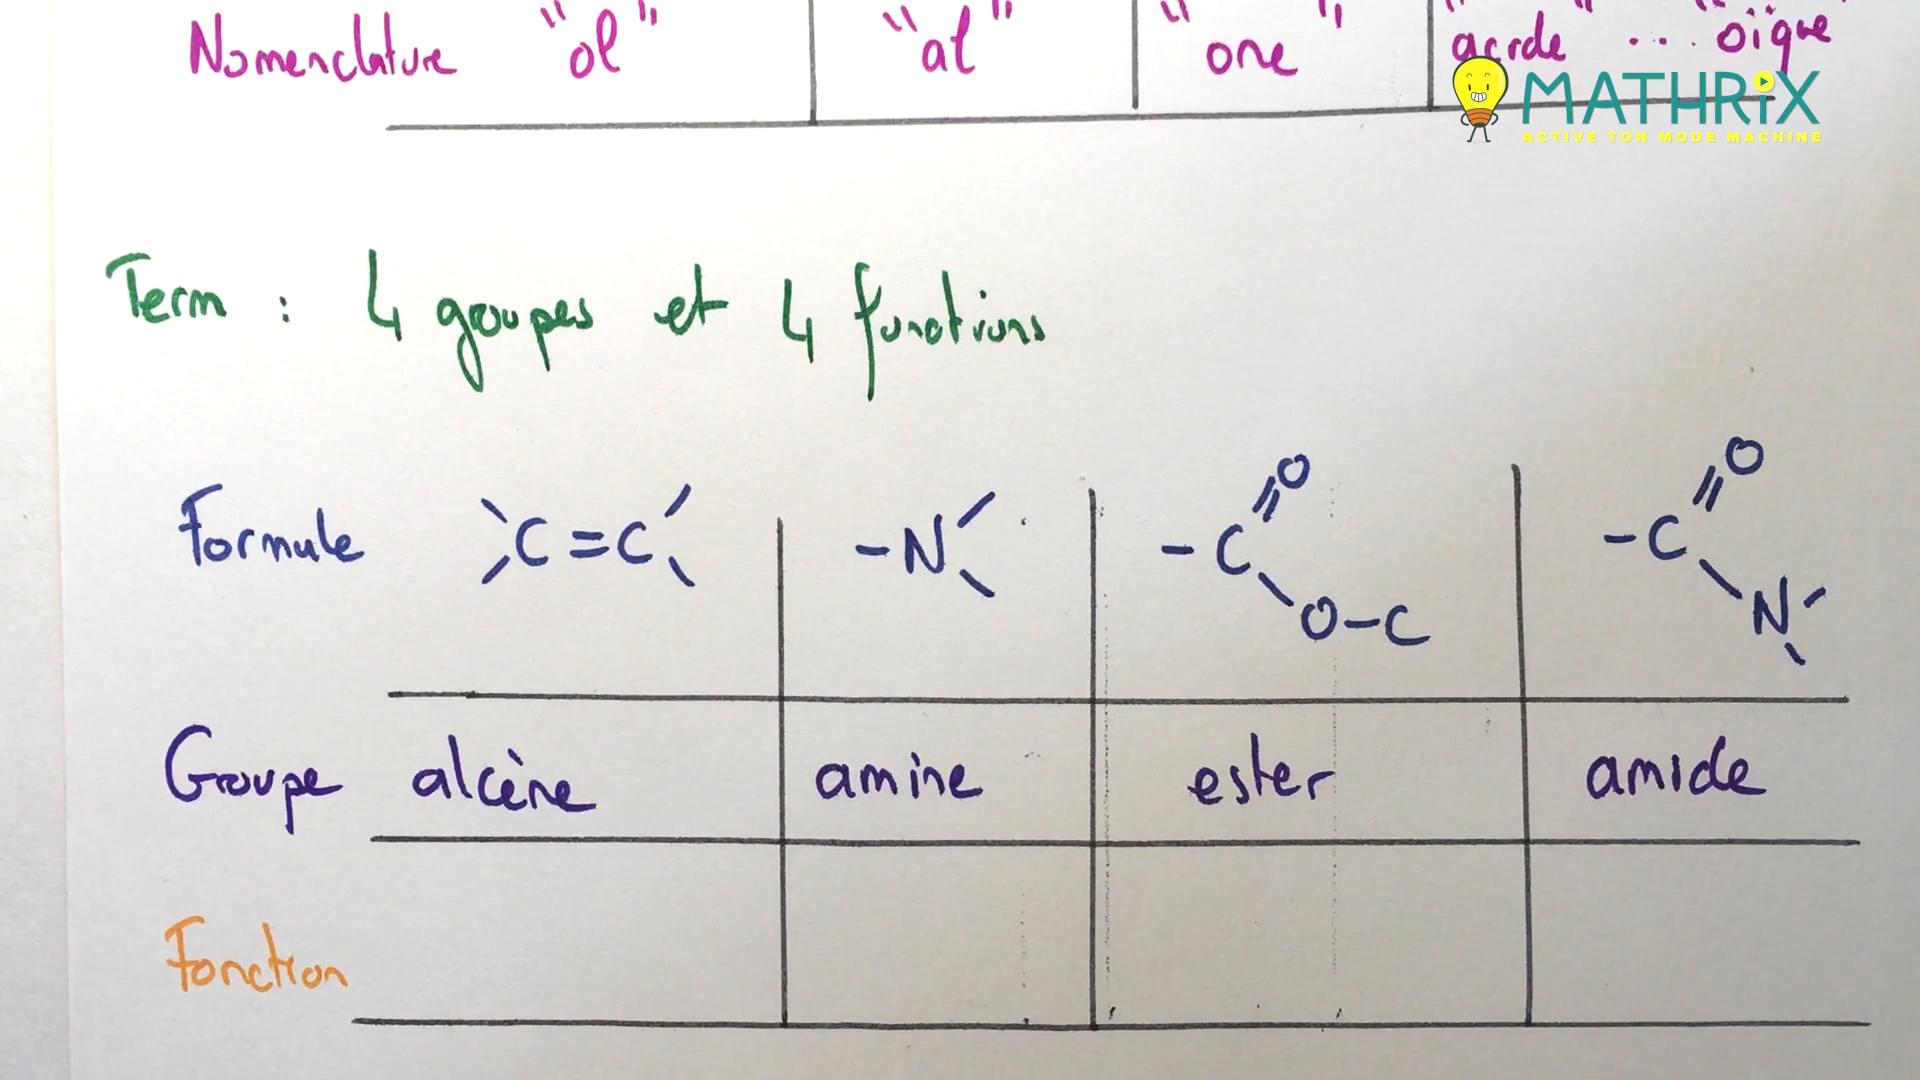 Nomenclature "ol" "al" "one" "acide ... "oïque"
MATHRiX
ACTIVE TON MODE MACHINE
Term : 4 groupes et 4 fonctions
Formule C=C -N -C=O O-C -C=O N
Groupe alcène amine ester amide
Fonction